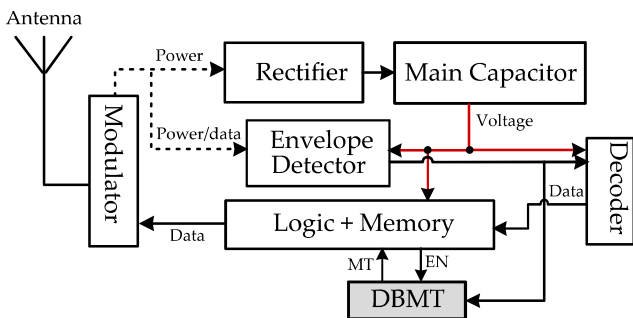 Antenna
Power
Rectifier
Main Capacitor
Voltage
Modulator
Power/data
Envelope
Detector
Decoder
Data
Logic + Memory
Data
MT
EN
DBMT